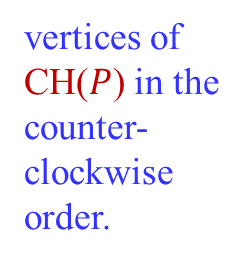 vertices of
CH(P) in the
counter-
clockwise
order.